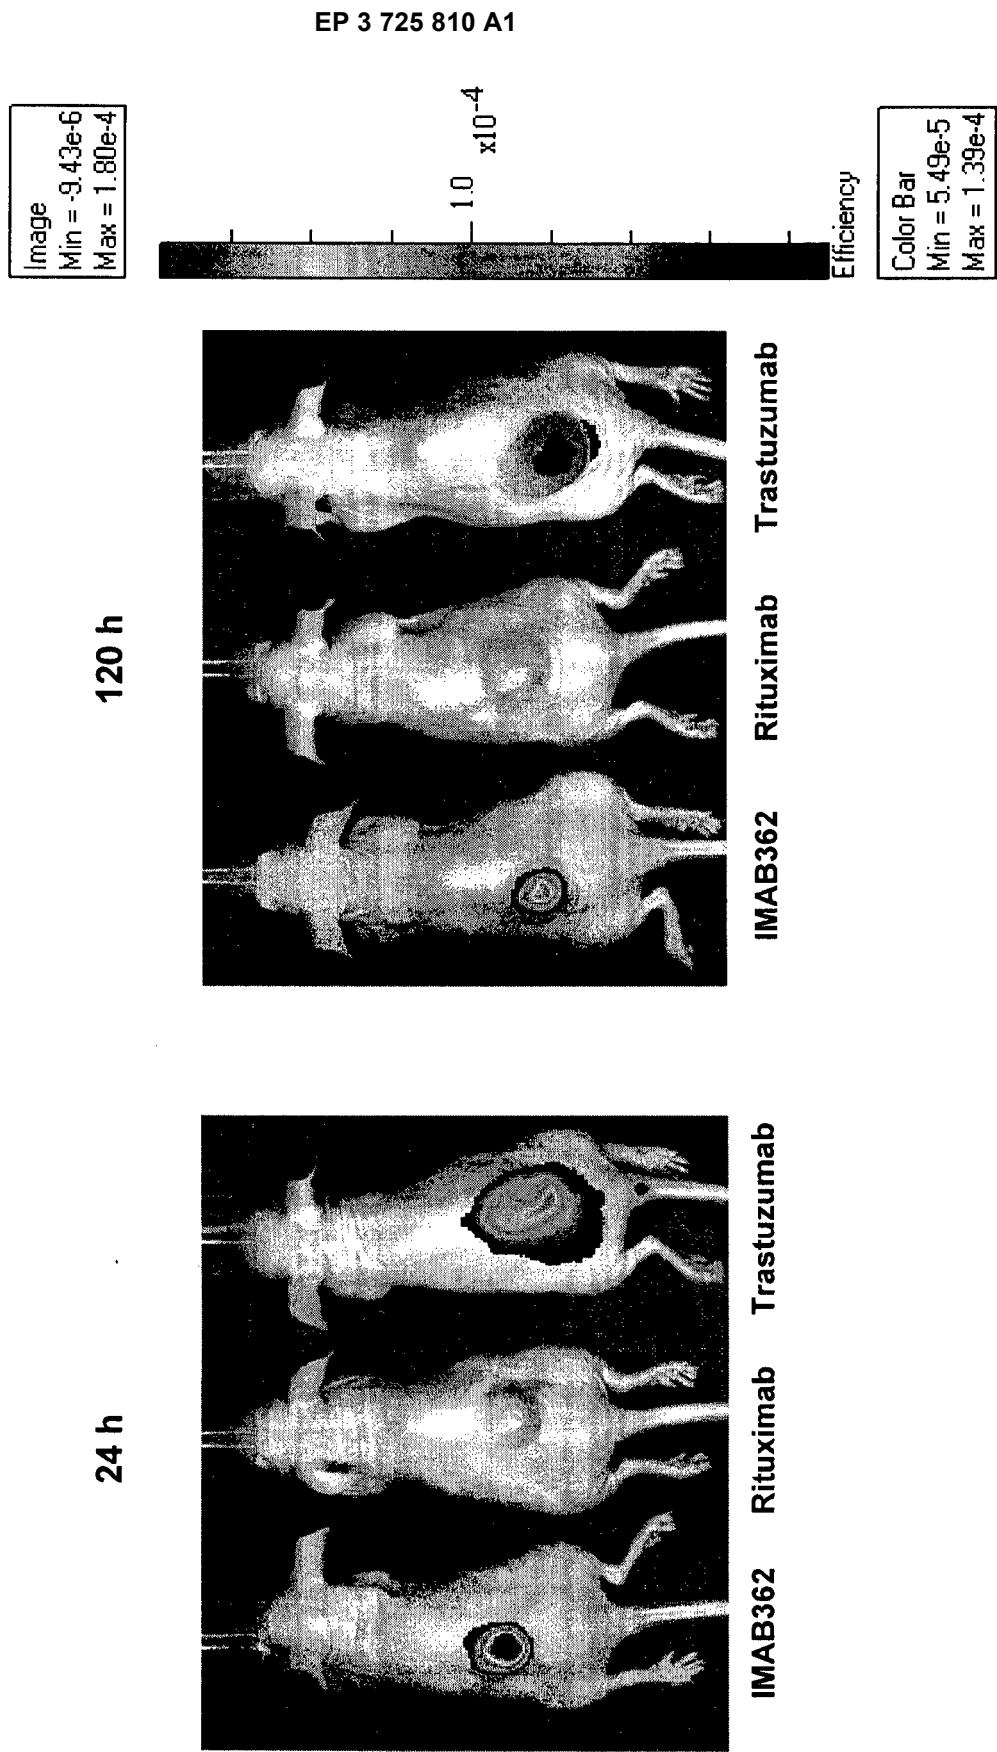 EP 3 725 810 A1
24 h
120 h
IMAB362
Rituximab
Trastuzumab
IMAB362
Rituximab
Trastuzumab
Image
Min = -9.43e-6
Max = 1.80e-4
1.0
x10-4
Efficiency
Color Bar
Min = 5.49e-5
Max = 1.39e-4